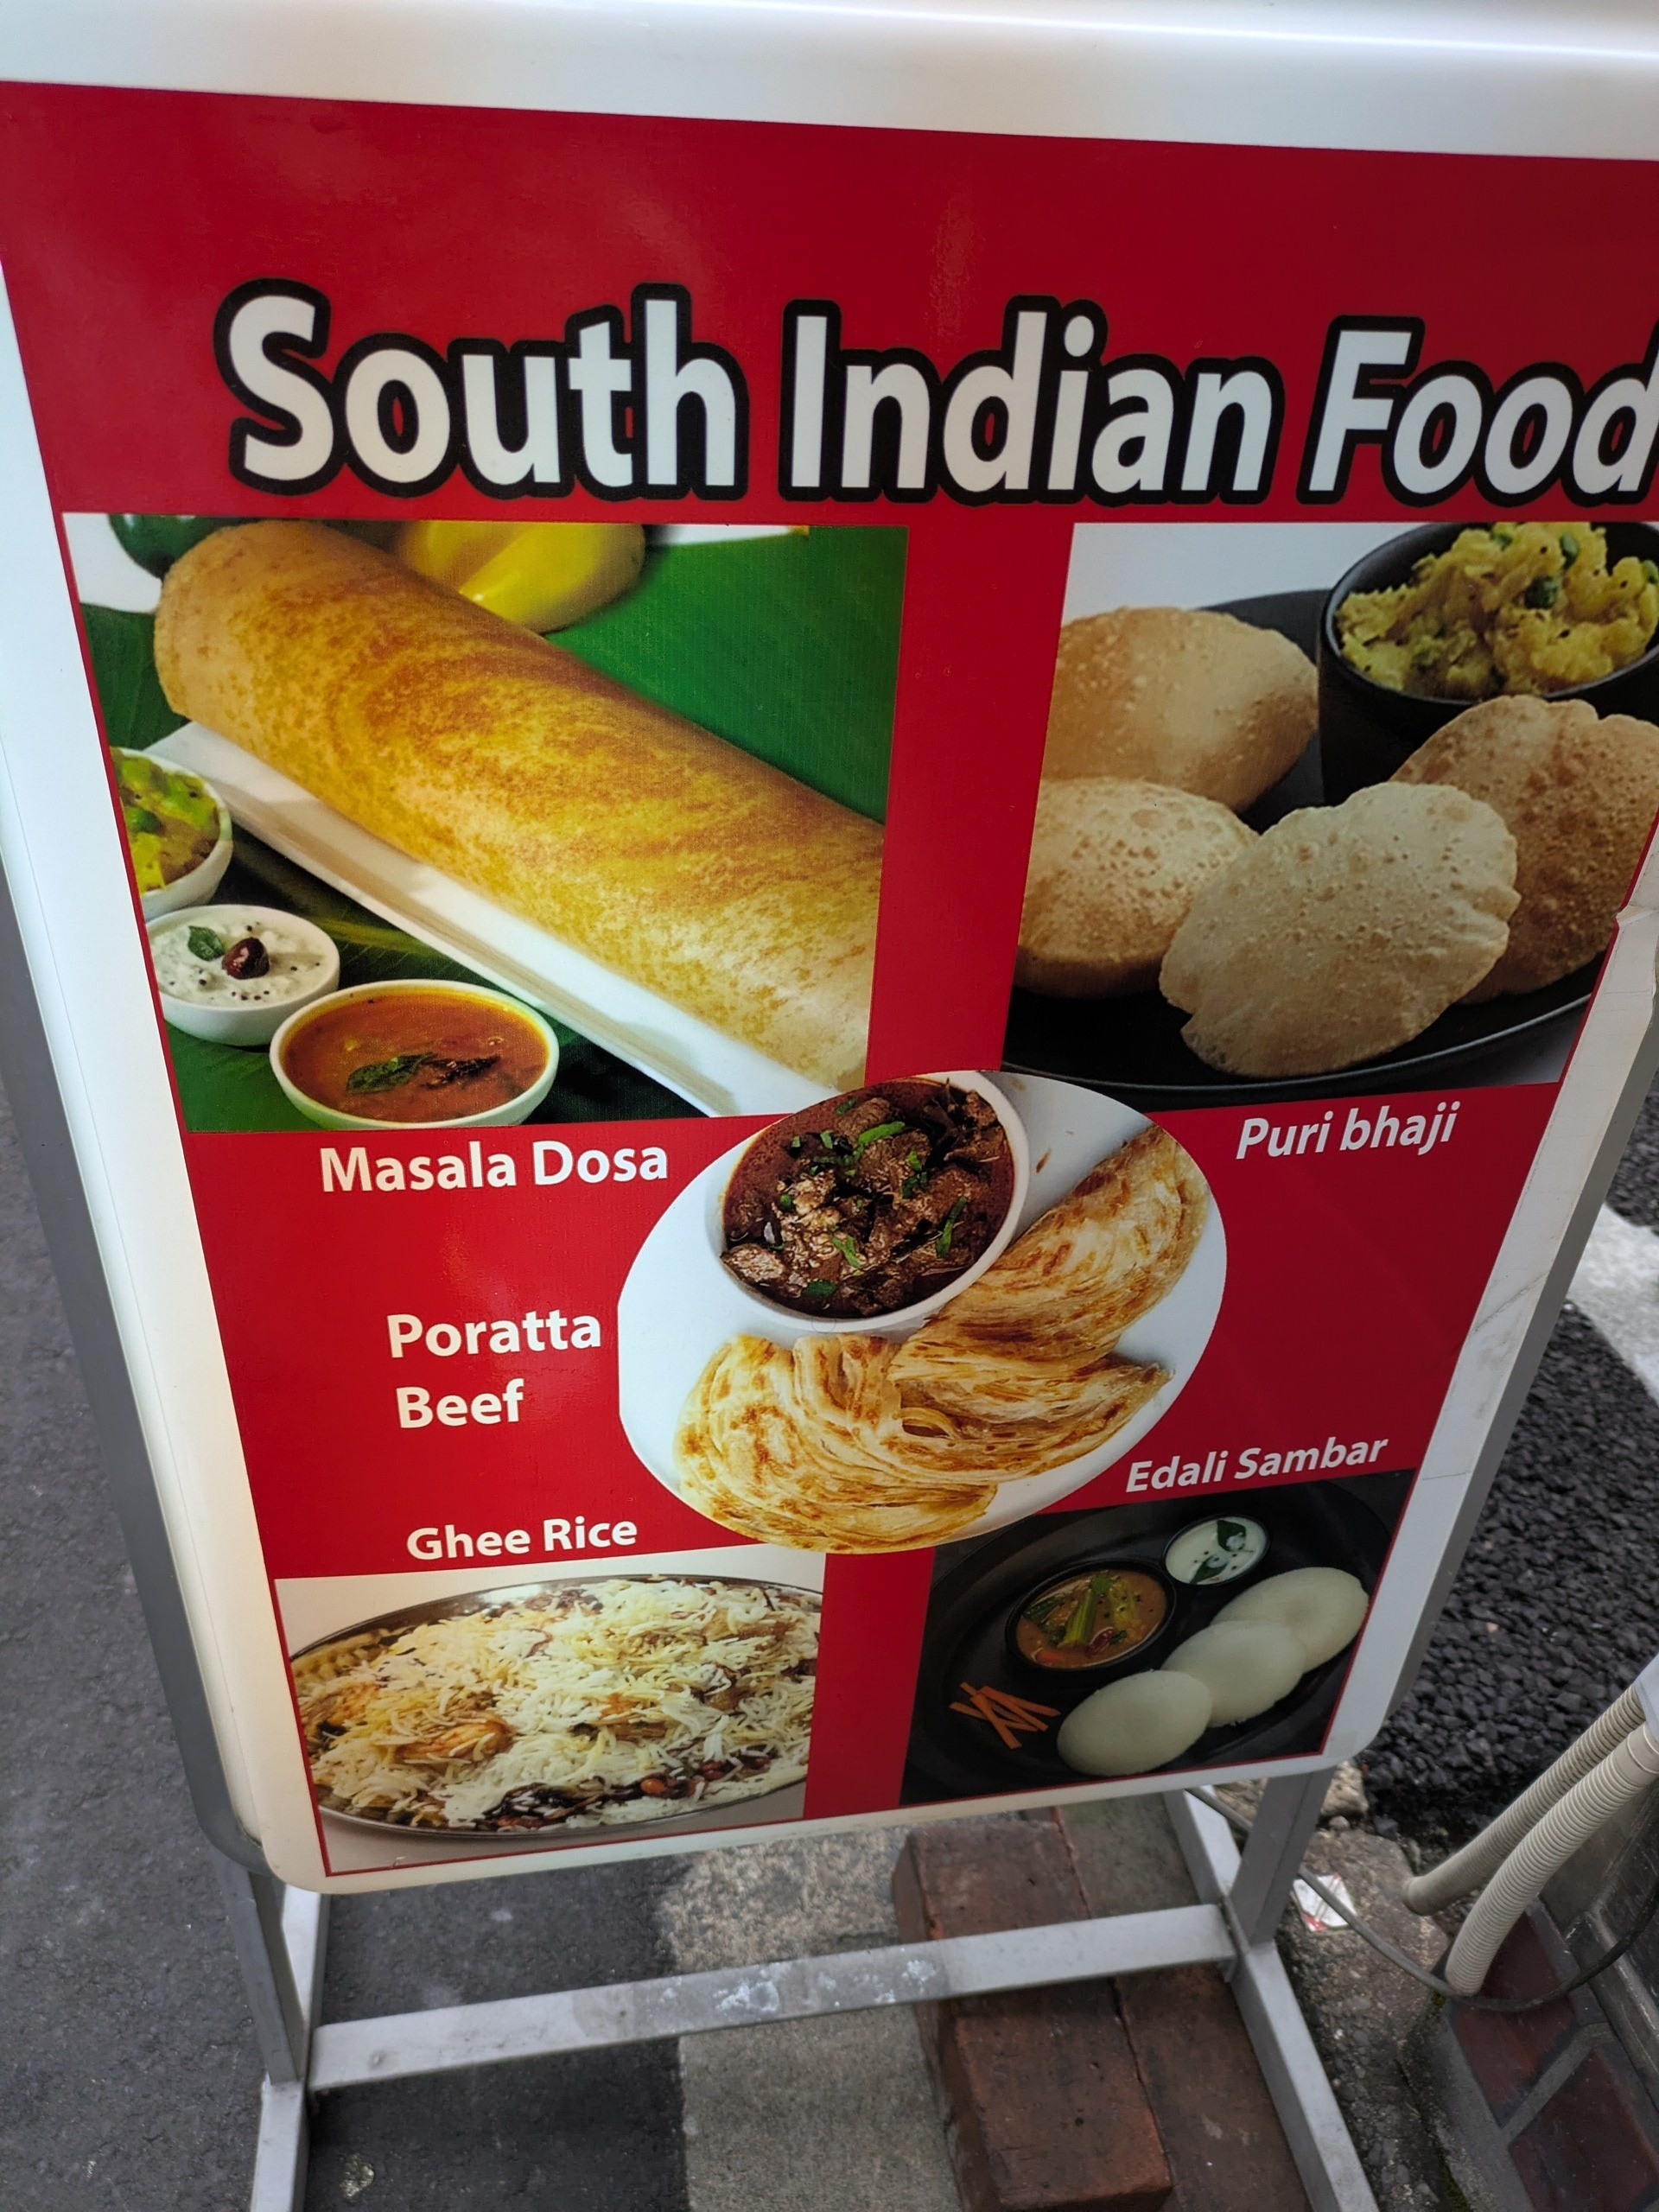 South Indian Food
Masala Dosa
Puri bhaji
Poratta
Beef
Edali Sambar
Ghee Rice